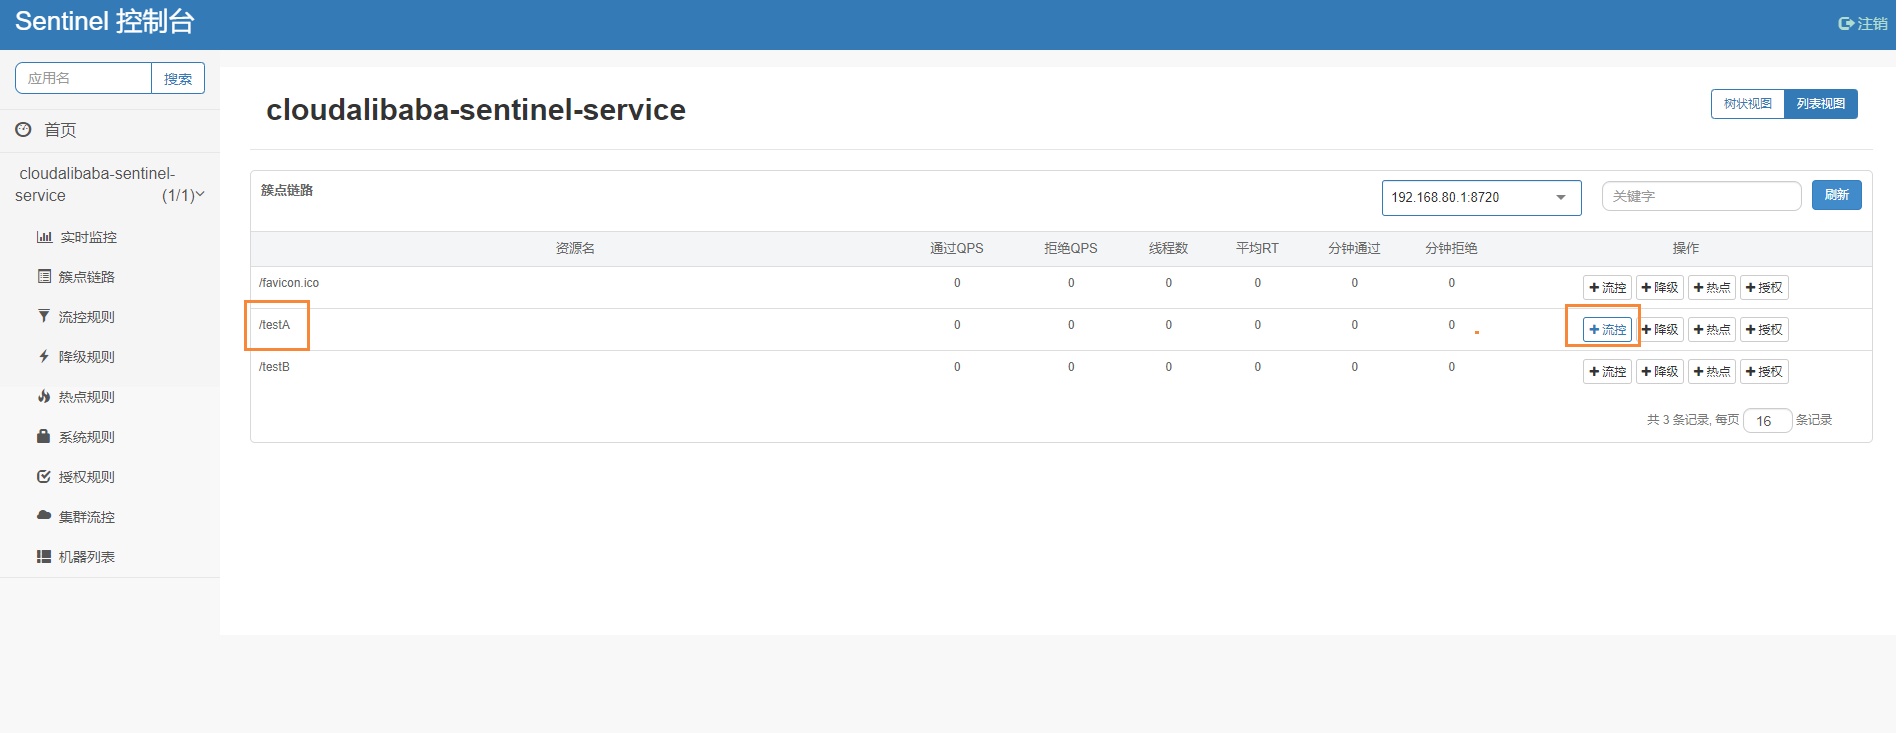 Sentinel 控制台
注销
应用名
搜索
首页
cloudalibaba-sentinel-
service (1/1)
实时监控
簇点链路
流控规则
降级规则
热点规则
系统规则
授权规则
集群流控
机器列表
cloudalibaba-sentinel-service
树状视图 列表视图
簇点链路
192.168.80.1:8720
关键字
刷新
资源名 通过QPS 拒绝QPS 线程数 平均RT 分钟通过 分钟拒绝 操作
/favicon.ico 0 0 0 0 0 0 +流控 +降级 +热点 +授权
/testA 0 0 0 0 0 0 +流控 +降级 +热点 +授权
/testB 0 0 0 0 0 0 +流控 +降级 +热点 +授权
共 3 条记录, 每页 16 条记录